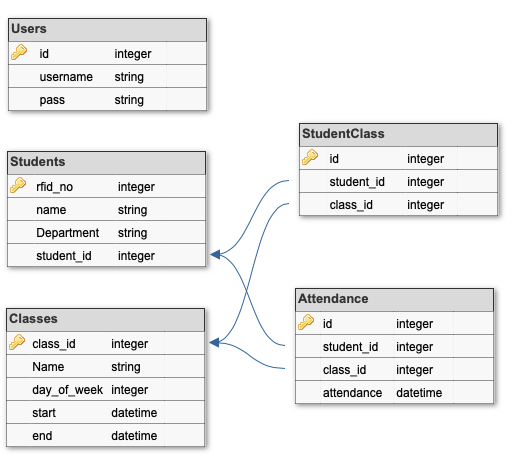 Users
id integer
username string
pass string
Students
rfid_no integer
name string
Department string
student_id integer
Classes
class_id integer
Name string
day_of_week integer
start datetime
end datetime
StudentClass
id integer
student_id integer
class_id integer
Attendance
id integer
student_id integer
class_id integer
attendance datetime